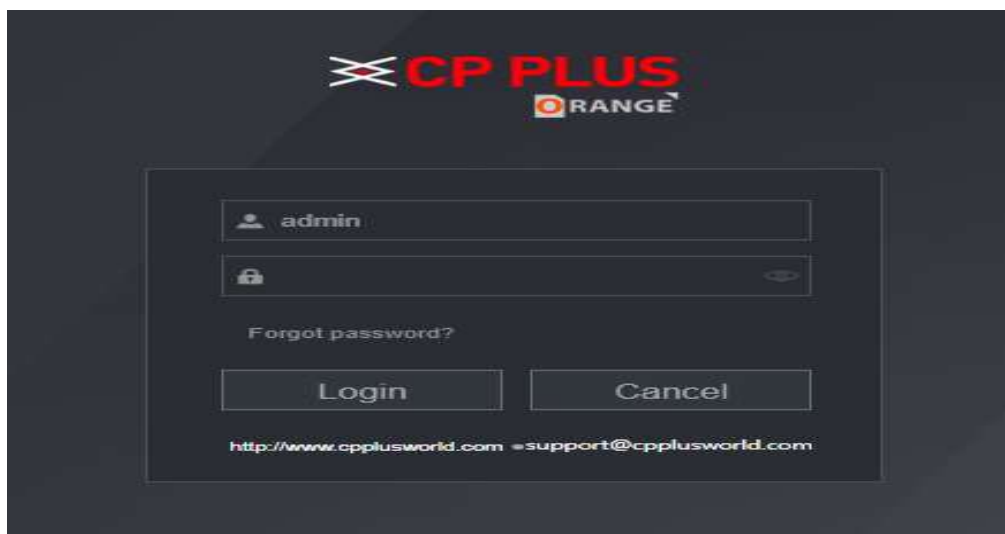 CP PLUS
ORANGE
admin
Forgot password?
Login Cancel
http://www.cpplusworld.com support@cpplusworld.com